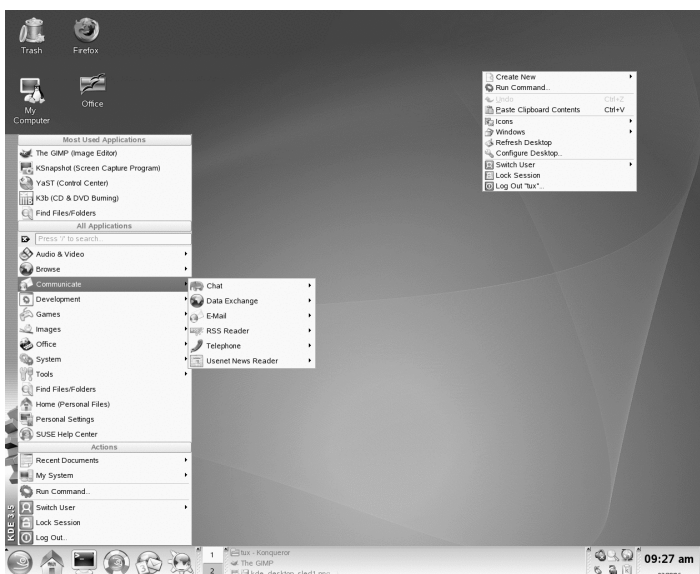 Trash
Firefox
My
Computer
Office
Most Used Applications
The GIMP (Image Editor)
KSnapshot (Screen Capture Program)
YaST (Control Center)
K3b (CD & DVD Burning)
Find Files/Folders
All Applications
Press '/' to search...
Audio & Video
Browse
Communicate
Development
Games
Images
Office
System
Tools
Find Files/Folders
Home (Personal Files)
Personal Settings
SUSE Help Center
Actions
Recent Documents
My System
Run Command...
Switch User
Lock Session
Log Out...
KDE 3.5
Chat
Data Exchange
E-Mail
RSS Reader
Telephone
Usenet News Reader
Create New
Run Command...
Undo Ctrl+Z
Paste Clipboard Contents Ctrl+V
Icons
Windows
Refresh Desktop
Configure Desktop...
Switch User
Lock Session
Log Out "tux"...
1
2
tux - Konqueror
The GIMP
09:27 am